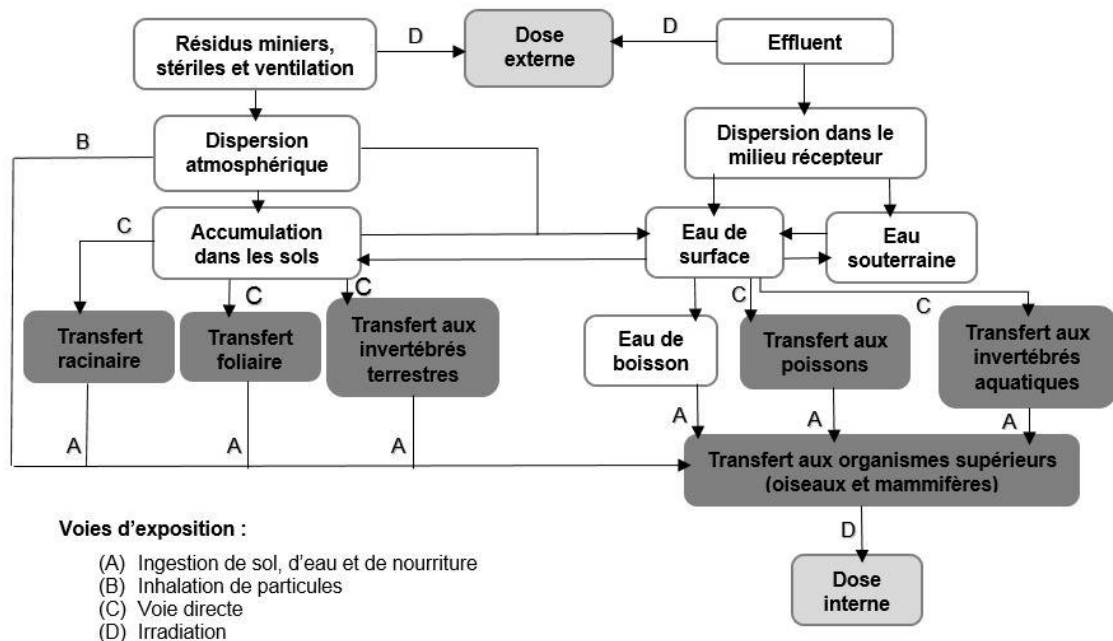 Résidus miniers,
stériles et ventilation
D
Dose
externe
D
Effluent
B
Dispersion
atmosphérique
Dispersion dans le
milieu récepteur
C
Accumulation
dans les sols
Eau de
surface
Eau
souterraine
C
C
C
C
Transfert
racinaire
Transfert
foliaire
Transfert aux
invertébrés
terrestres
Eau de
boisson
Transfert aux
poissons
Transfert aux
invertébrés
aquatiques
A
A
A
A
A
A
Transfert aux organismes supérieurs
(oiseaux et mammifères)
D
Dose
interne
Voies d’exposition :
(A) Ingestion de sol, d’eau et de nourriture
(B) Inhalation de particules
(C) Voie directe
(D) Irradiation